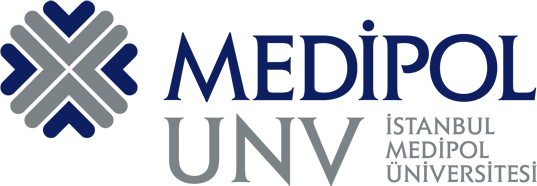 MEDİPOL
UNV
İSTANBUL
MEDİPOL
ÜNİVERSİTESİ